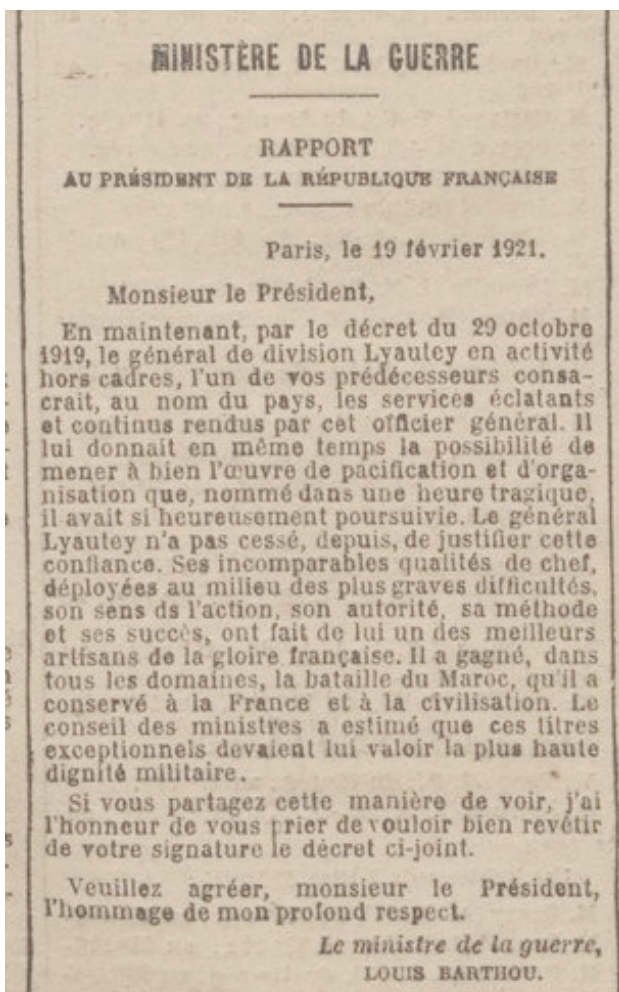 MINISTÈRE DE LA GUERRE
RAPPORT
AU PRÉSIDENT DE LA RÉPUBLIQUE FRANÇAISE
Paris, le 19 février 1921.
Monsieur le Président,
En maintenant, par le décret du 29 octobre
1919, le général de division Lyautey en activité
hors cadres, l'un de vos prédécesseurs consa-
crait, au nom du pays, les services éclatants
et continus rendus par cet officier général. Il
lui donnait en même temps la possibilité de
mener à bien l'œuvre de pacification et d'orga-
nisation que, nommé dans une heure tragique,
il avait si heureusement poursuivie. Le général
Lyautey n'a pas cessé, depuis, de justifier cette
confiance. Ses incomparables qualités de chef,
déployées au milieu des plus graves difficultés,
son sens ds l'action, son autorité, sa méthode
et ses succès, ont fait de lui un des meilleurs
artisans de la gloire française. Il a gagné, dans
tous les domaines, la bataille du Maroc, qu'il a
conservé à la France et à la civilisation. Le
conseil des ministres a estimé que ces titres
exceptionnels devaient lui valoir la plus haute
dignité militaire.
Si vous partagez cette manière de voir, j'ai
l'honneur de vous prier de vouloir bien revêtir
de votre signature le décret ci-joint.
Veuillez agréer, monsieur le Président,
l'hommage de mon profond respect.
Le ministre de la guerre,
LOUIS BARTHOU.